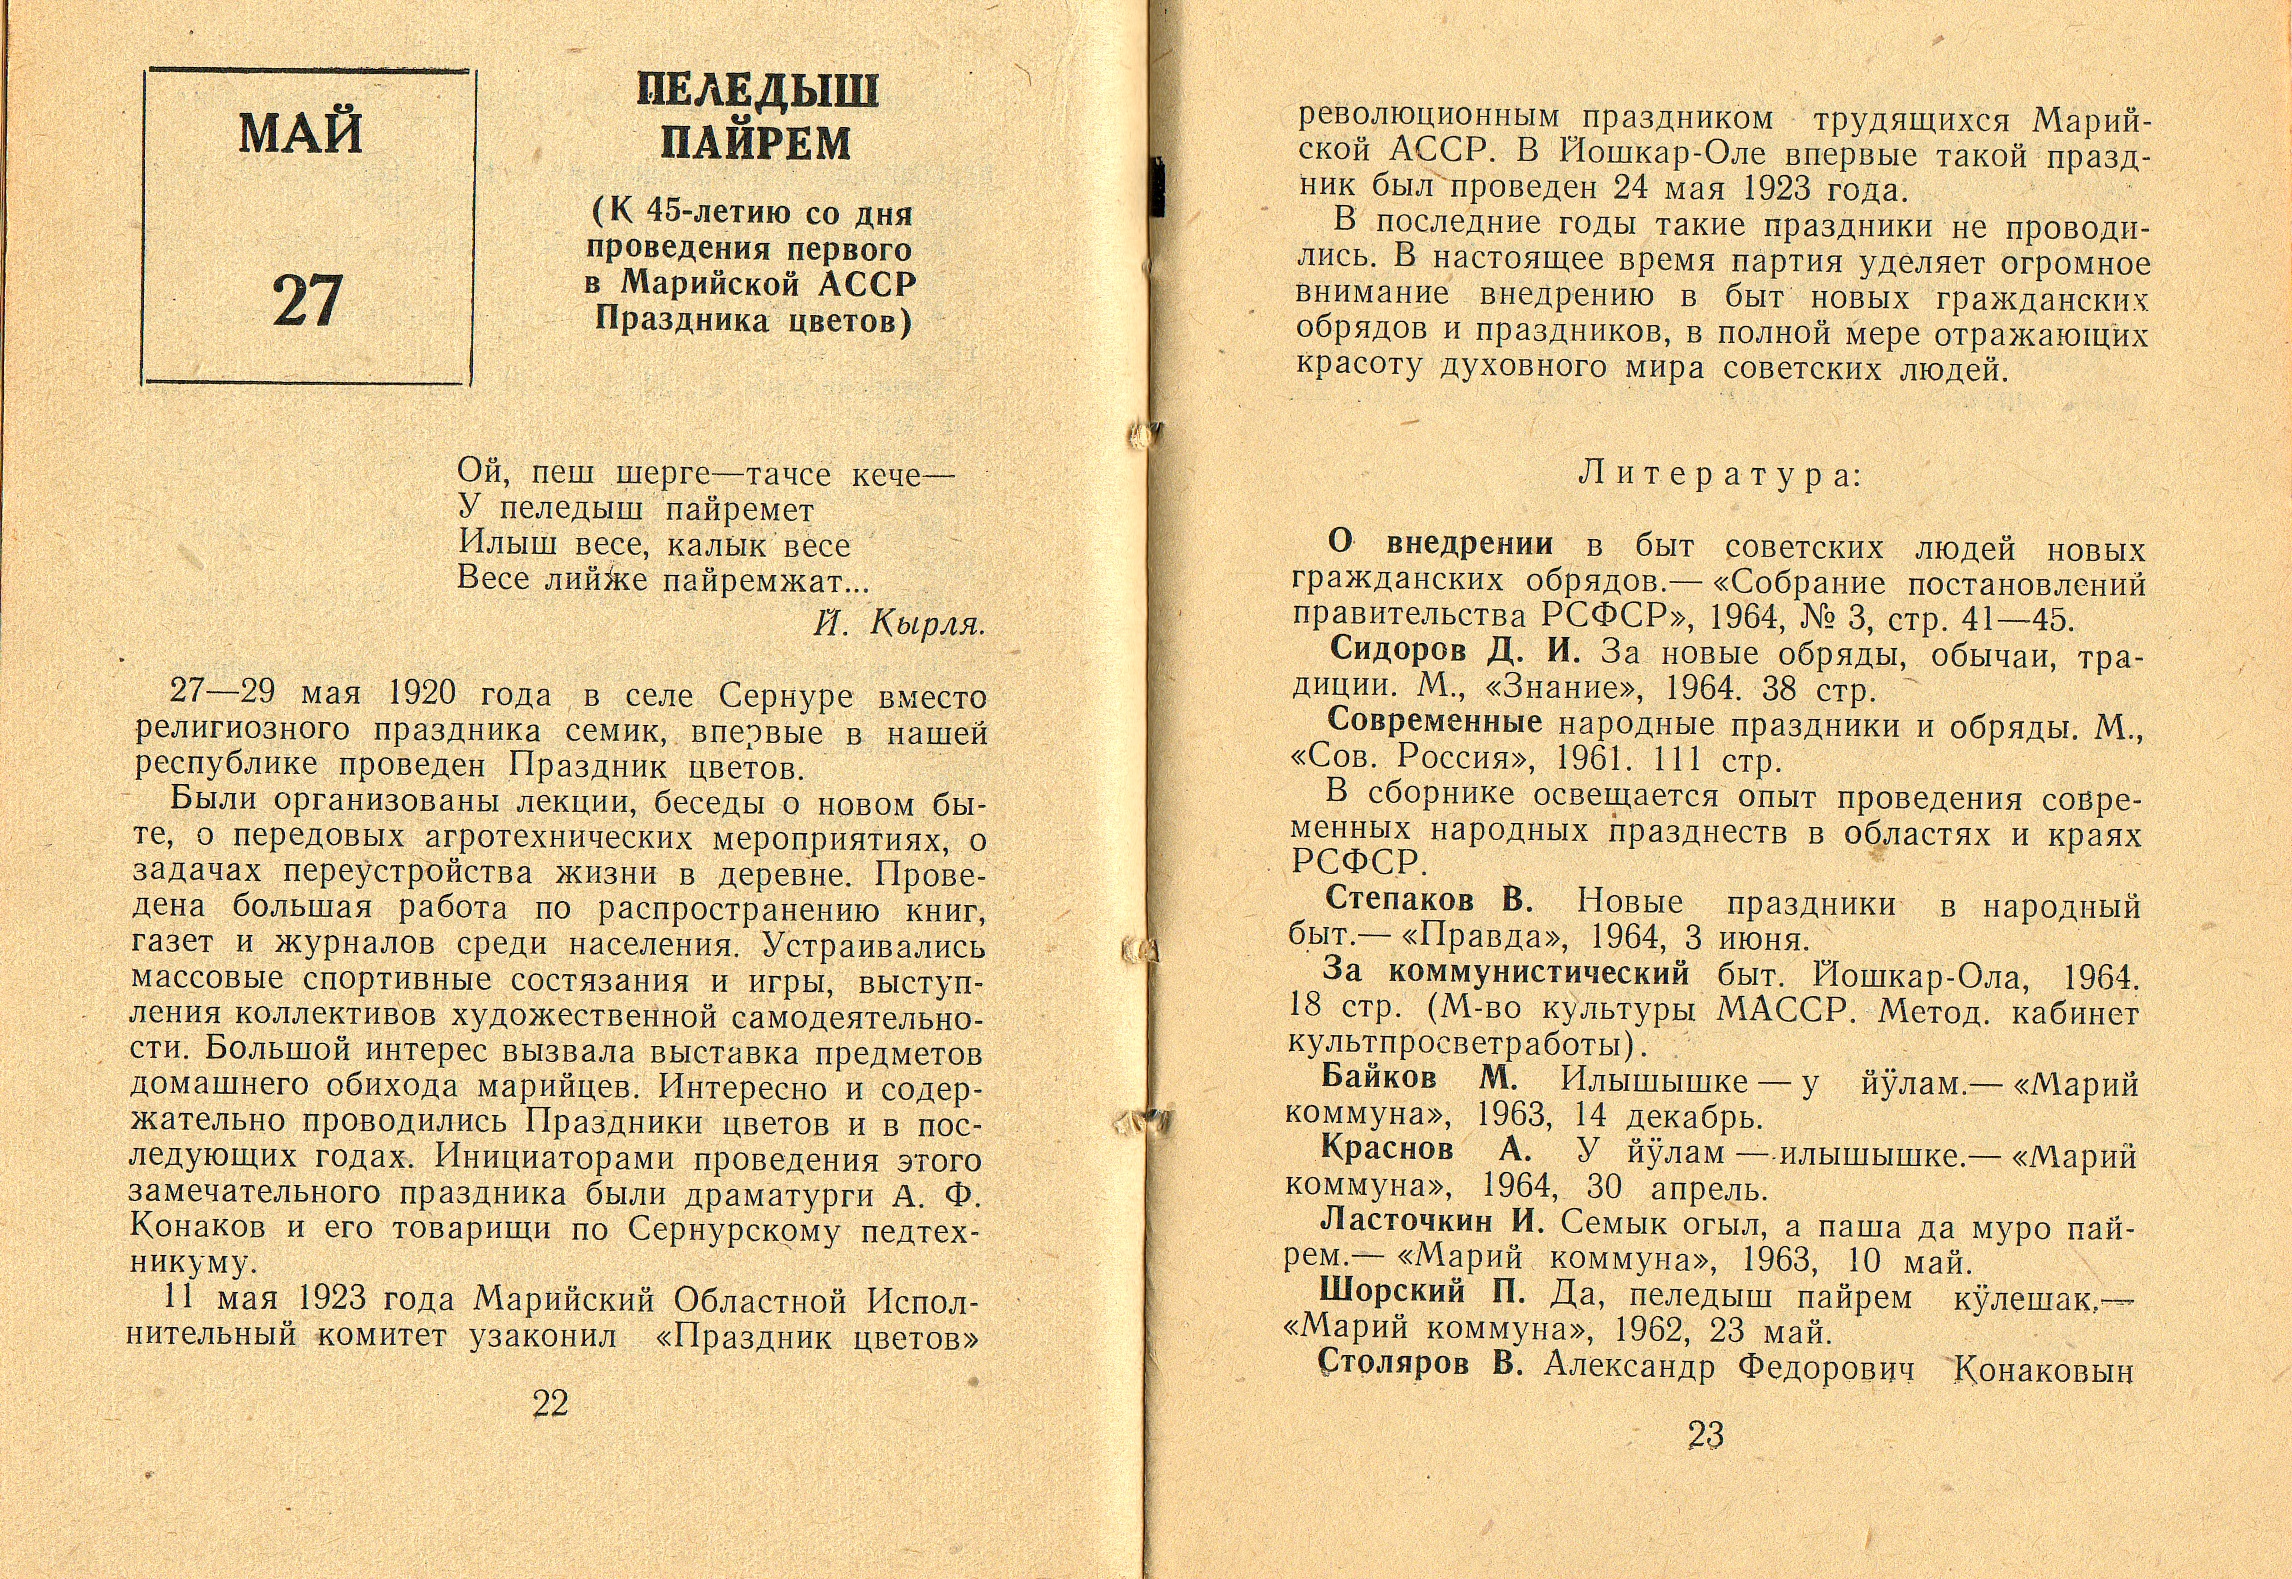 МАЙ
27
ПЕЛЕДЫШ
ПАЙРЕМ
(К 45-летию со дня
проведения первого
в Марийской АССР
Праздника цветов)
Ой, пеш шерге—тачсе кече—
У пеледыш пайремет
Илыш весе, калык весе
Весе лийже пайремжат...
Й. Кырля.
27—29 мая 1920 года в селе Сернуре вместо
религиозного праздника семик, впервые в нашей
республике проведен Праздник цветов.
Были организованы лекции, беседы о новом бы-
те, о передовых агротехнических мероприятиях, о
задачах переустройства жизни в деревне. Прове-
дена большая работа по распространению книг,
газет и журналов среди населения. Устраивались
массовые спортивные состязания и игры, выступ-
ления коллективов художественной самодеятельно-
сти. Большой интерес вызвала выставка предметов
домашнего обихода марийцев. Интересно и содер-
жательно проводились Праздники цветов и в пос-
ледующих годах. Инициаторами проведения этого
замечательного праздника были драматурги А. Ф.
Конаков и его товарищи по Сернурскому педтех-
никуму.
11 мая 1923 года Марийский Областной Испол-
нительный комитет узаконил «Праздник цветов»
22
революционным праздником трудящихся Марий-
ской АССР. В Йошкар-Оле впервые такой празд-
ник был проведен 24 мая 1923 года.
В последние годы такие праздники не проводи-
лись. В настоящее время партия уделяет огромное
внимание внедрению в быт новых гражданских
обрядов и праздников, в полной мере отражающих
красоту духовного мира советских людей.
Литература:
О внедрении в быт советских людей новых
гражданских обрядов.— «Собрание постановлений
правительства РСФСР», 1964, № 3, стр. 41—45.
Сидоров Д. И. За новые обряды, обычаи, тра-
диции. М., «Знание», 1964. 38 стр.
Современные народные праздники и обряды. М.,
«Сов. Россия», 1961. 111 стр.
В сборнике освещается опыт проведения совре-
менных народных празднеств в областях и краях
РСФСР.
Степаков В. Новые праздники в народный
быт.— «Правда», 1964, 3 июня.
За коммунистический быт. Йошкар-Ола, 1964.
18 стр. (М-во культуры МАССР. Метод. кабинет
культпросветработы).
Байков М. Илышышке — у йӱлам.— «Марий
коммуна», 1963, 14 декабрь.
Краснов А. У йӱлам — илышышке.— «Марий
коммуна», 1964, 30 апрель.
Ласточкин И. Семык огыл, а паша да муро пай-
рем.— «Марий коммуна», 1963, 10 май.
Шорский П. Да, пеледыш пайрем кӱлешак.—
«Марий коммуна», 1962, 23 май.
Столяров В. Александр Федорович Конаковын
23